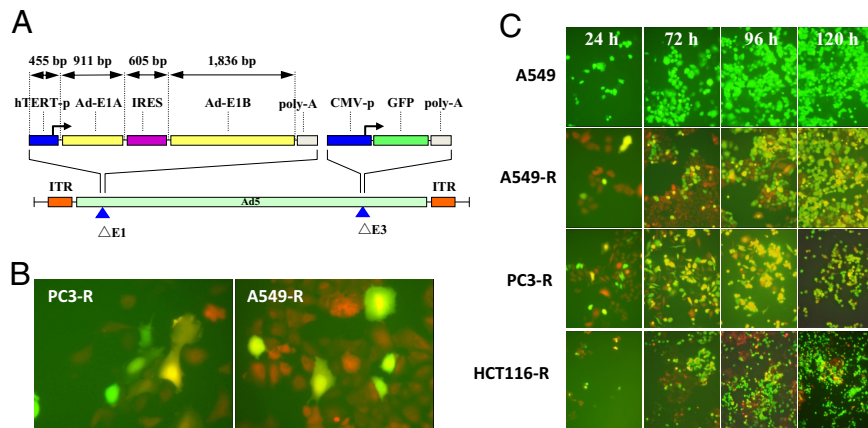 A
455 bp 911 bp 605 bp 1,836 bp
hTERT-p Ad-E1A IRES Ad-E1B poly-A CMV-p GFP poly-A
ITR Ad5 ITR
△E1 △E3
B
PC3-R A549-R
C
24 h 72 h 96 h 120 h
A549
A549-R
PC3-R
HCT116-R